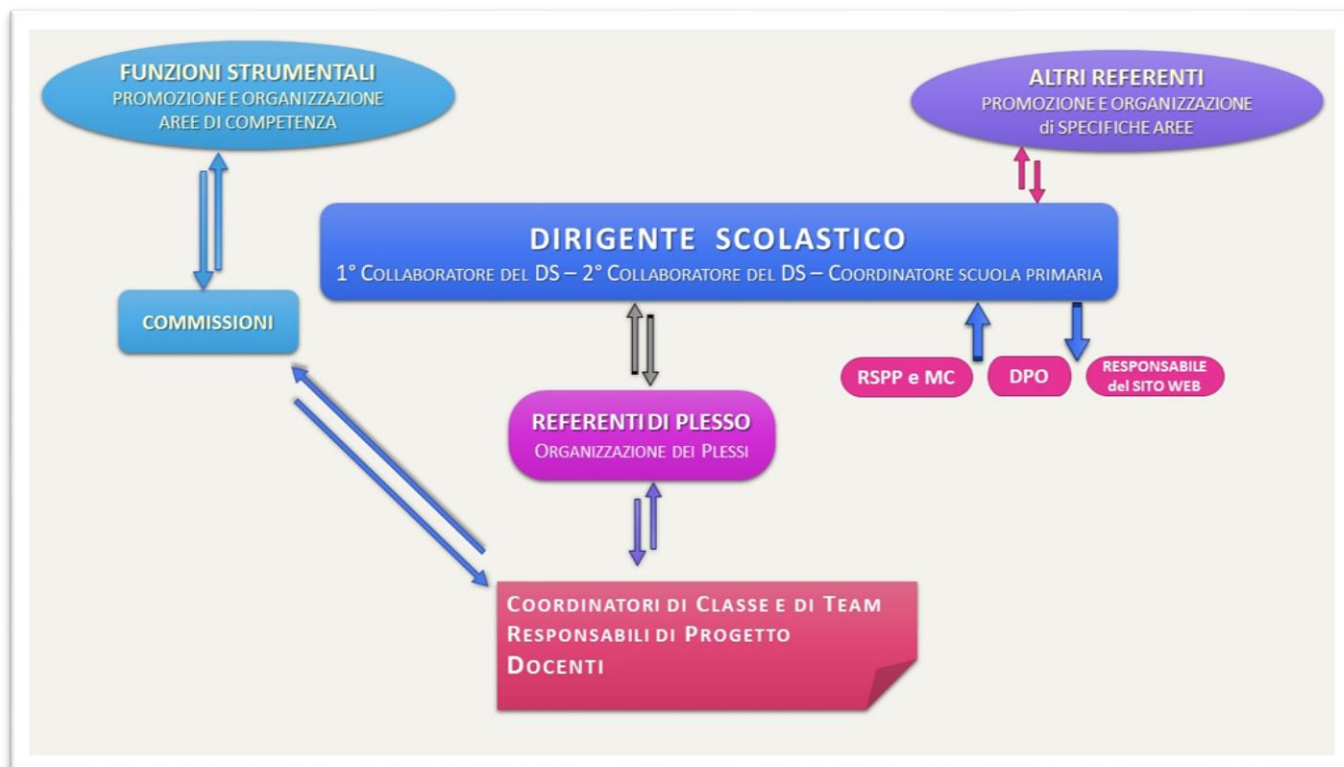 FUNZIONI STRUMENTALI
PROMOZIONE E ORGANIZZAZIONE
AREE DI COMPETENZA
ALTRI REFERENTI
PROMOZIONE E ORGANIZZAZIONE
di SPECIFICHE AREE
DIRIGENTE SCOLASTICO
1° COLLABORATORE DEL DS – 2° COLLABORATORE DEL DS – COORDINATORE SCUOLA PRIMARIA
COMMISSIONI
RSPP e MC
DPO
RESPONSABILE
del SITO WEB
REFERENTI DI PLESSO
ORGANIZZAZIONE DEI PLESSI
COORDINATORI DI CLASSE E DI TEAM
RESPONSABILI DI PROGETTO
DOCENTI